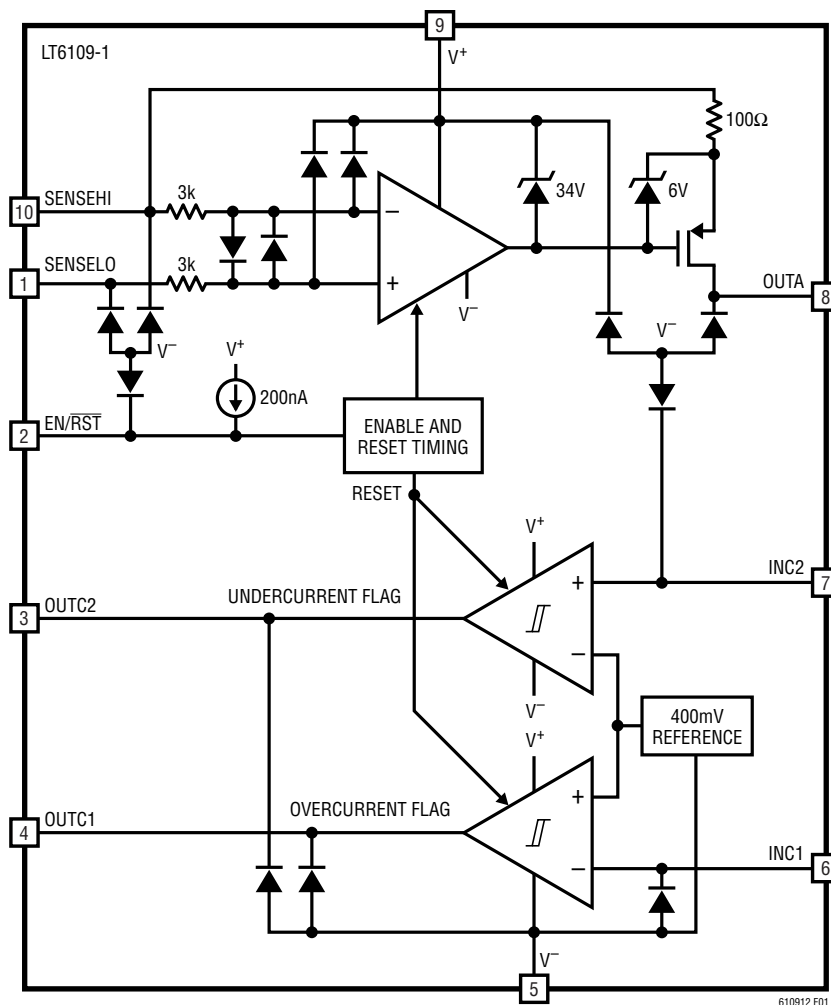 9
LT6109-1
V+
100Ω
3k
34V
6V
10
SENSEHI
−
3k
1
SENSELO
+
V−
OUTA
8
V−
V−
V+
200nA
2
EN/RST
ENABLE AND
RESET TIMING
RESET
V+
INC2
7
+
UNDERCURRENT FLAG
3
OUTC2
−
V−
400mV
REFERENCE
V+
+
OVERCURRENT FLAG
4
OUTC1
INC1
6
−
V−
5
610912 F01